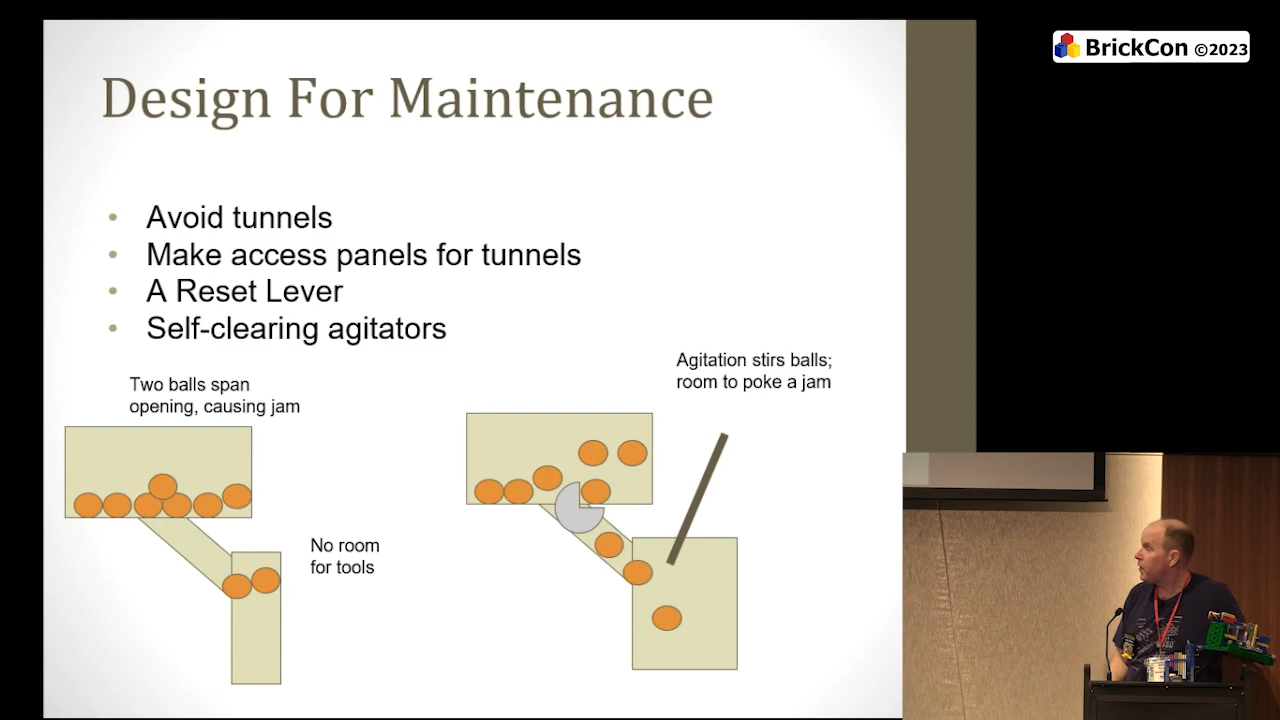 BrickCon ©2023
Design For Maintenance
• Avoid tunnels
• Make access panels for tunnels
• A Reset Lever
• Self-clearing agitators
Agitation stirs balls;
room to poke a jam
Two balls span
opening, causing jam
No room
for tools